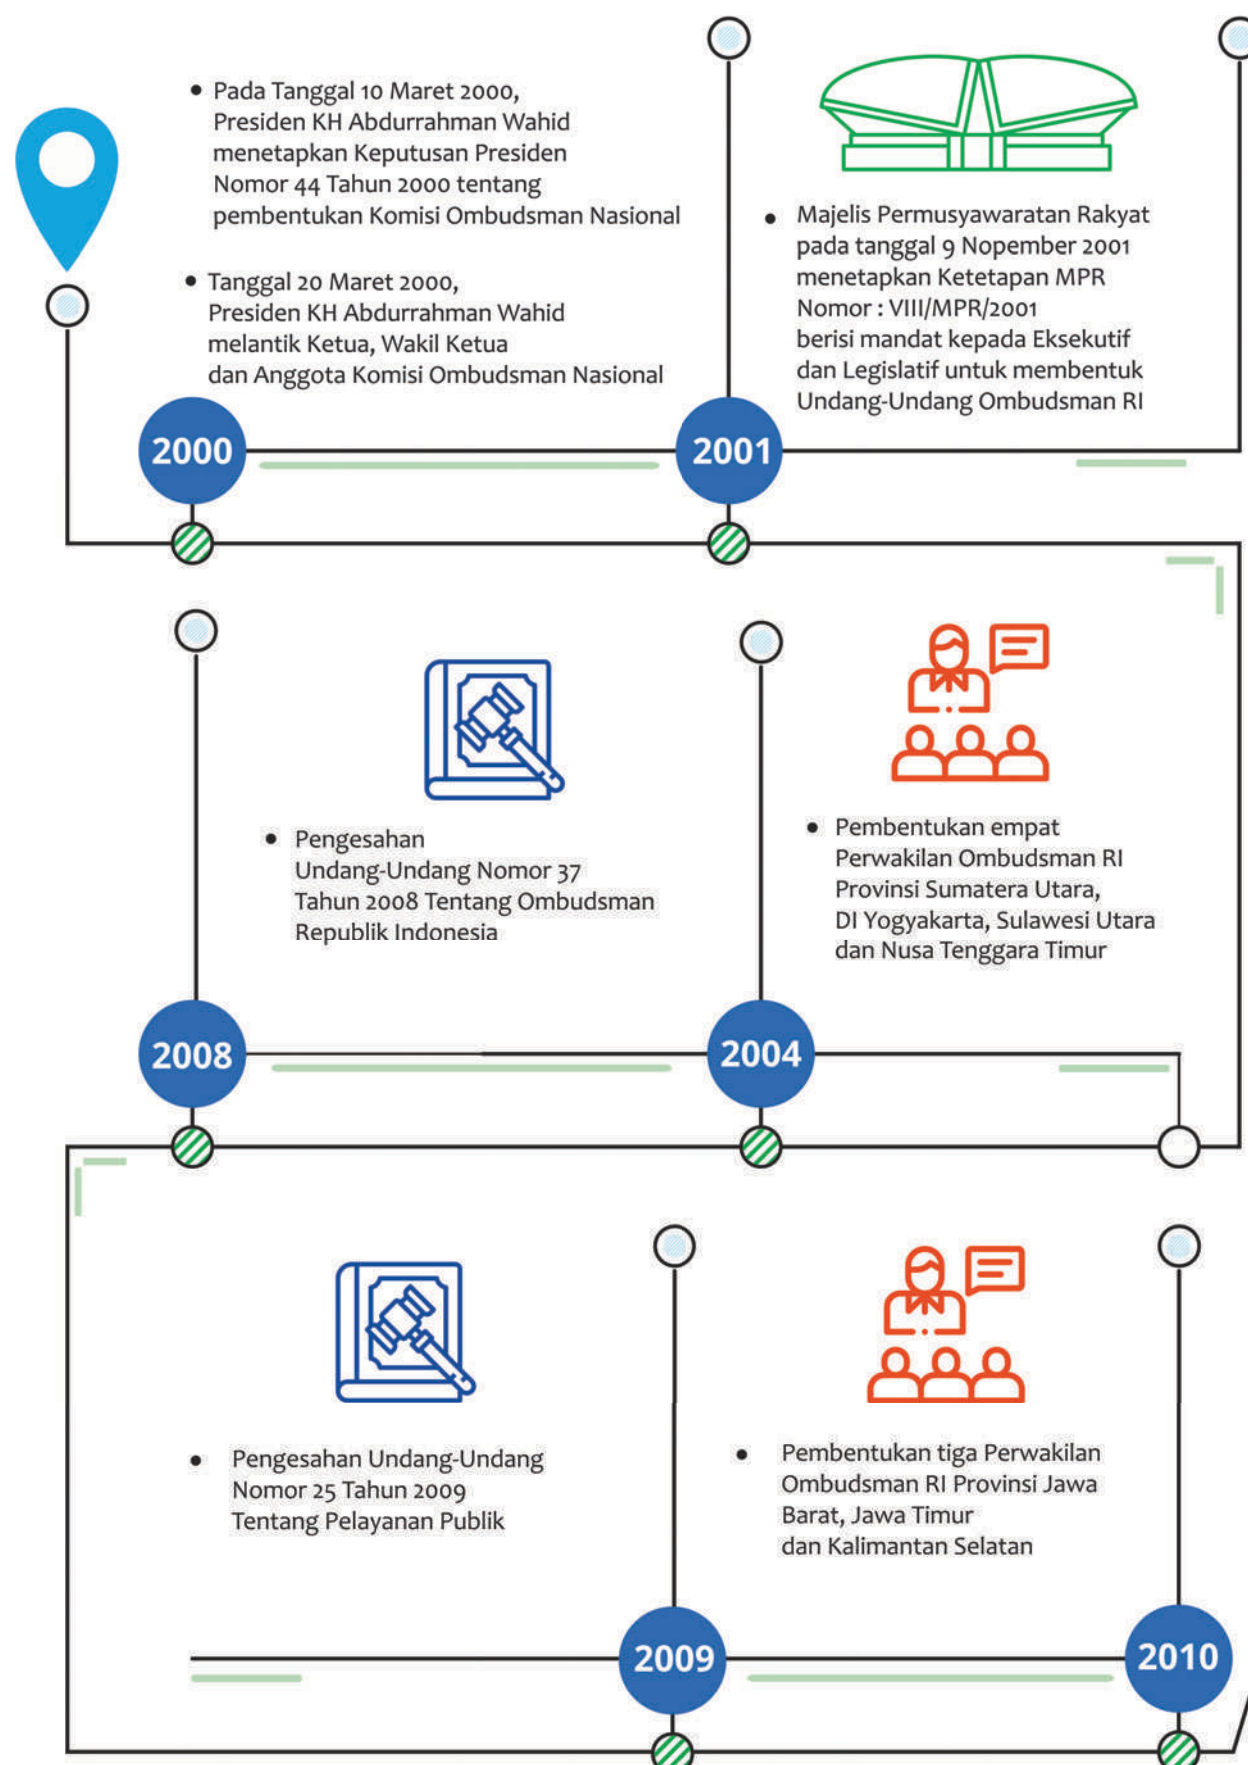 • Pada Tanggal 10 Maret 2000,
Presiden KH Abdurrahman Wahid
menetapkan Keputusan Presiden
Nomor 44 Tahun 2000 tentang
pembentukan Komisi Ombudsman Nasional
• Tanggal 20 Maret 2000,
Presiden KH Abdurrahman Wahid
melantik Ketua, Wakil Ketua
dan Anggota Komisi Ombudsman Nasional
2000
• Majelis Permusyawaratan Rakyat
pada tanggal 9 Nopember 2001
menetapkan Ketetapan MPR
Nomor : VIII/MPR/2001
berisi mandat kepada Eksekutif
dan Legislatif untuk membentuk
Undang-Undang Ombudsman RI
2001
• Pembentukan empat
Perwakilan Ombudsman RI
Provinsi Sumatera Utara,
DI Yogyakarta, Sulawesi Utara
dan Nusa Tenggara Timur
2004
• Pengesahan
Undang-Undang Nomor 37
Tahun 2008 Tentang Ombudsman
Republik Indonesia
2008
• Pengesahan Undang-Undang
Nomor 25 Tahun 2009
Tentang Pelayanan Publik
2009
• Pembentukan tiga Perwakilan
Ombudsman RI Provinsi Jawa
Barat, Jawa Timur
dan Kalimantan Selatan
2010